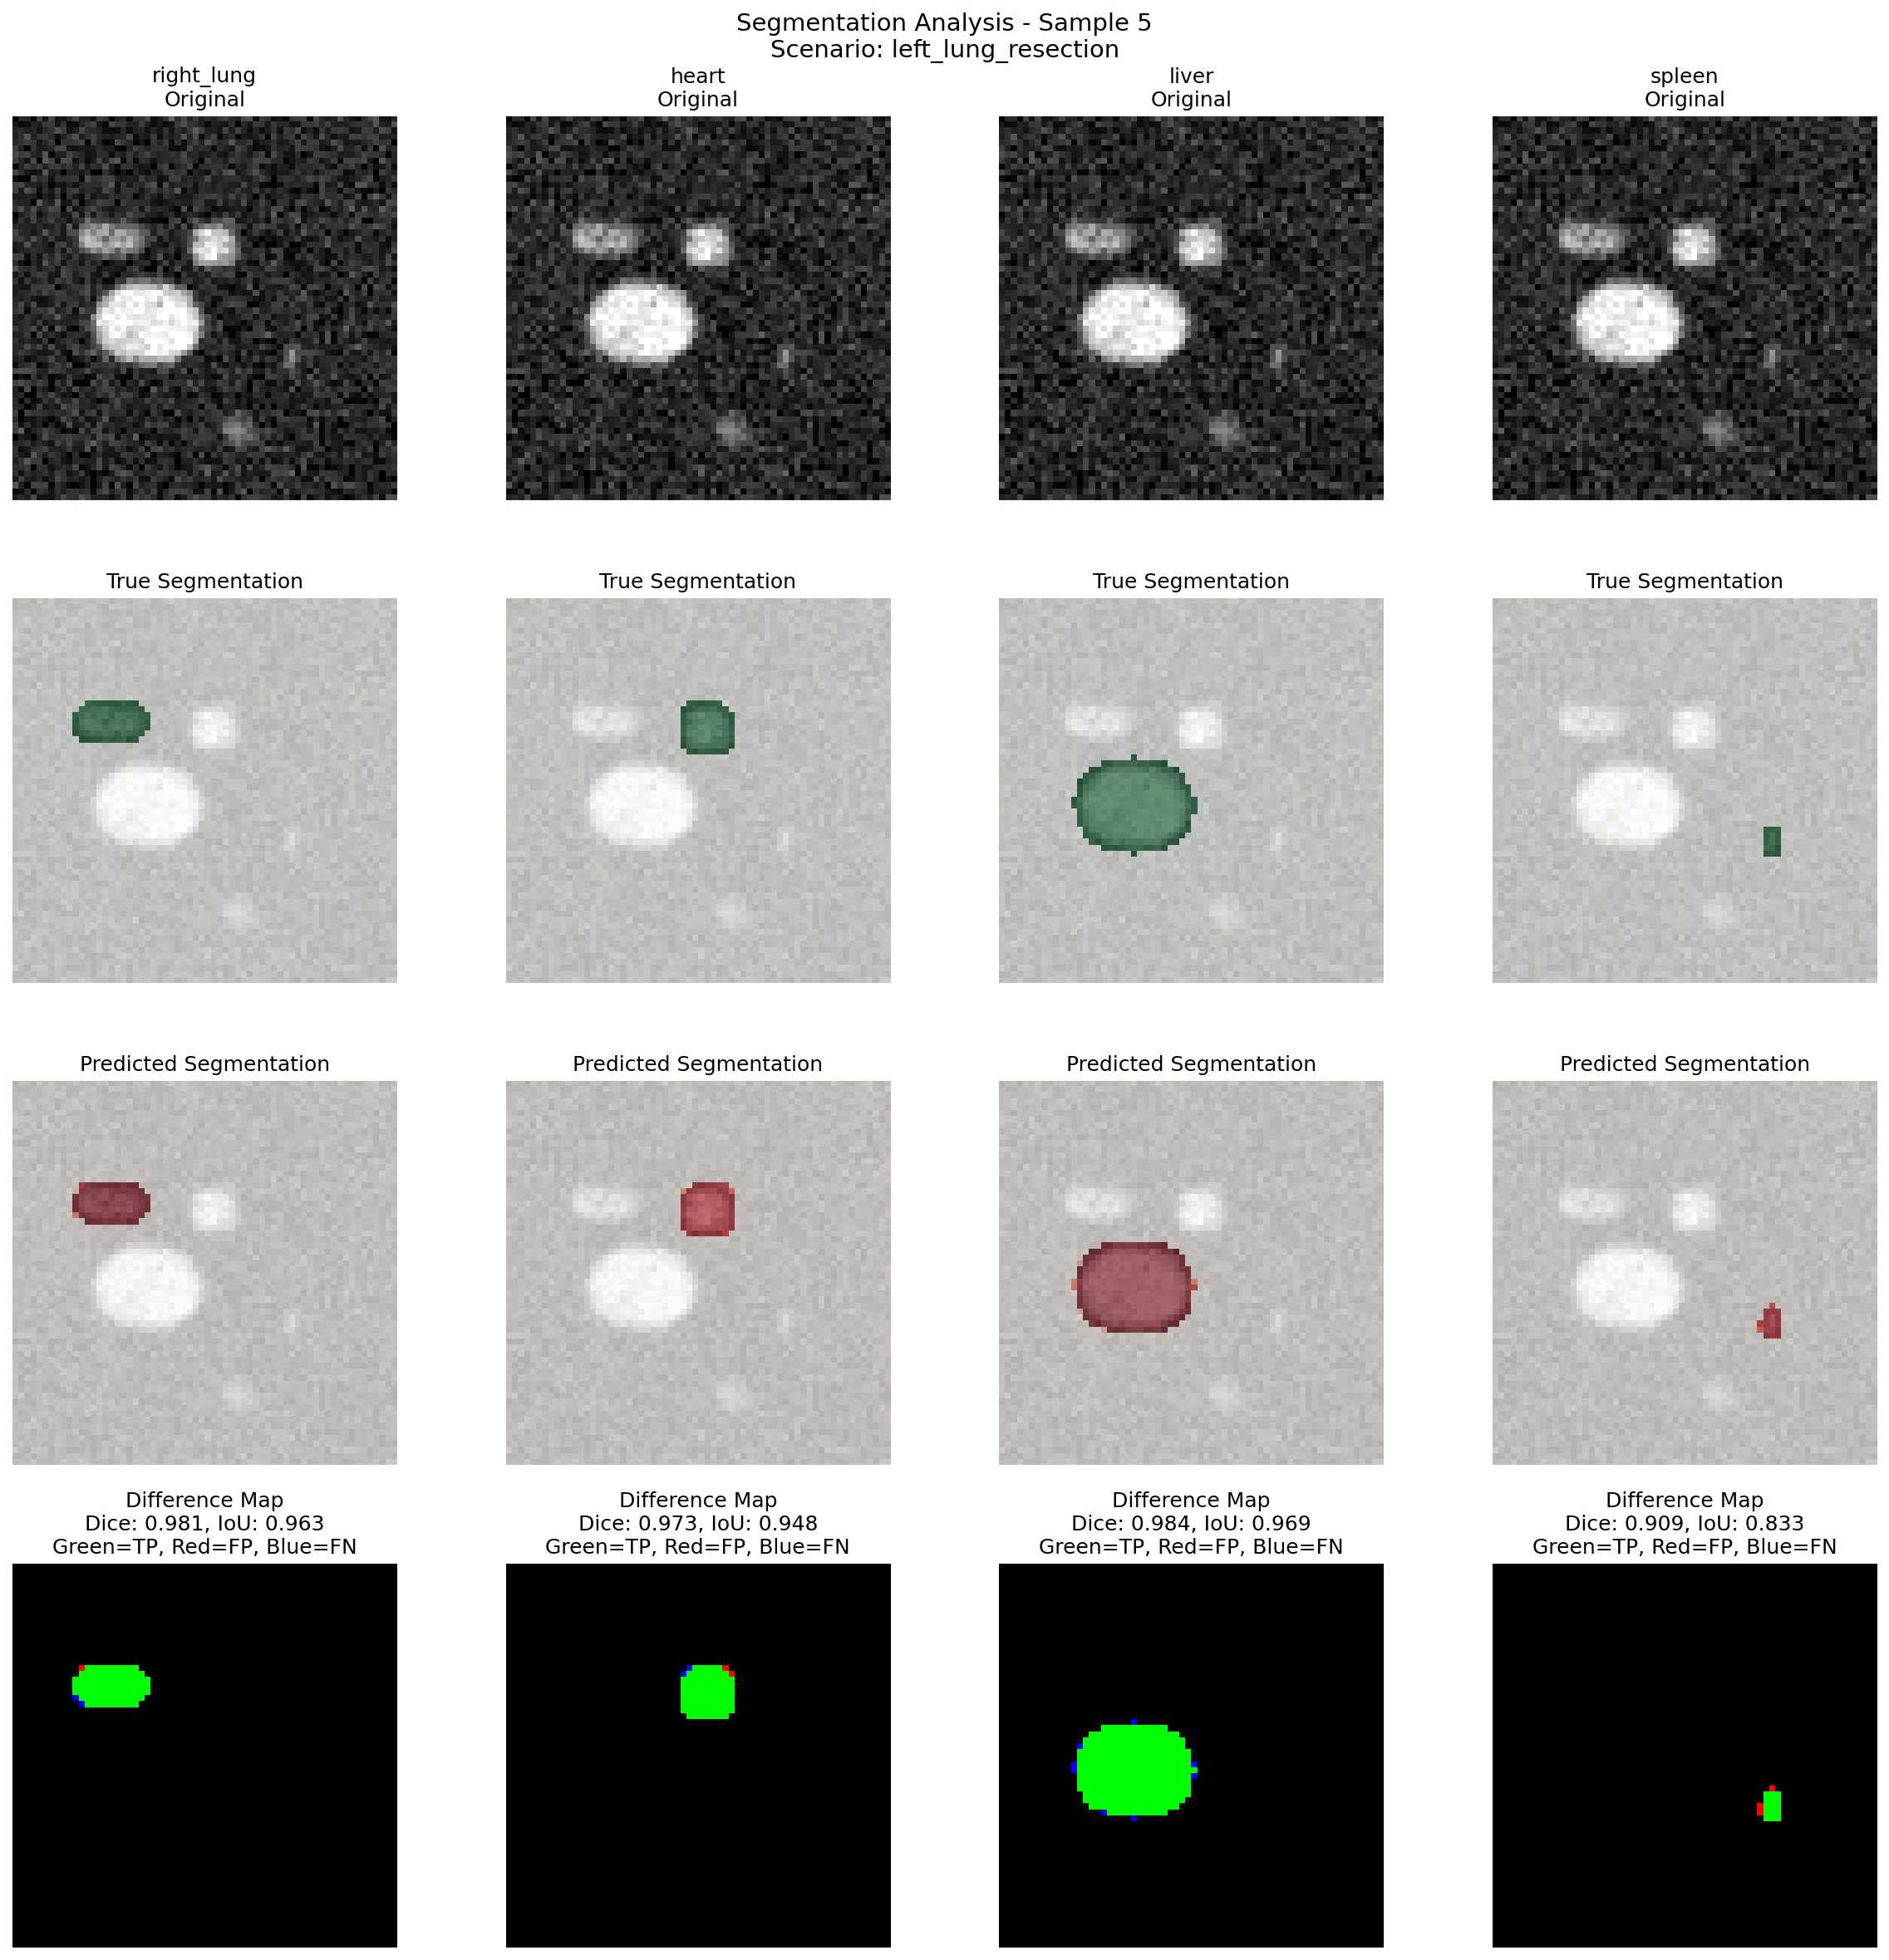 Segmentation Analysis - Sample 5
Scenario: left_lung_resection
right_lung
Original
heart
Original
liver
Original
spleen
Original
True Segmentation
True Segmentation
True Segmentation
True Segmentation
Predicted Segmentation
Predicted Segmentation
Predicted Segmentation
Predicted Segmentation
Difference Map
Dice: 0.981, IoU: 0.963
Green=TP, Red=FP, Blue=FN
Difference Map
Dice: 0.973, IoU: 0.948
Green=TP, Red=FP, Blue=FN
Difference Map
Dice: 0.984, IoU: 0.969
Green=TP, Red=FP, Blue=FN
Difference Map
Dice: 0.909, IoU: 0.833
Green=TP, Red=FP, Blue=FN